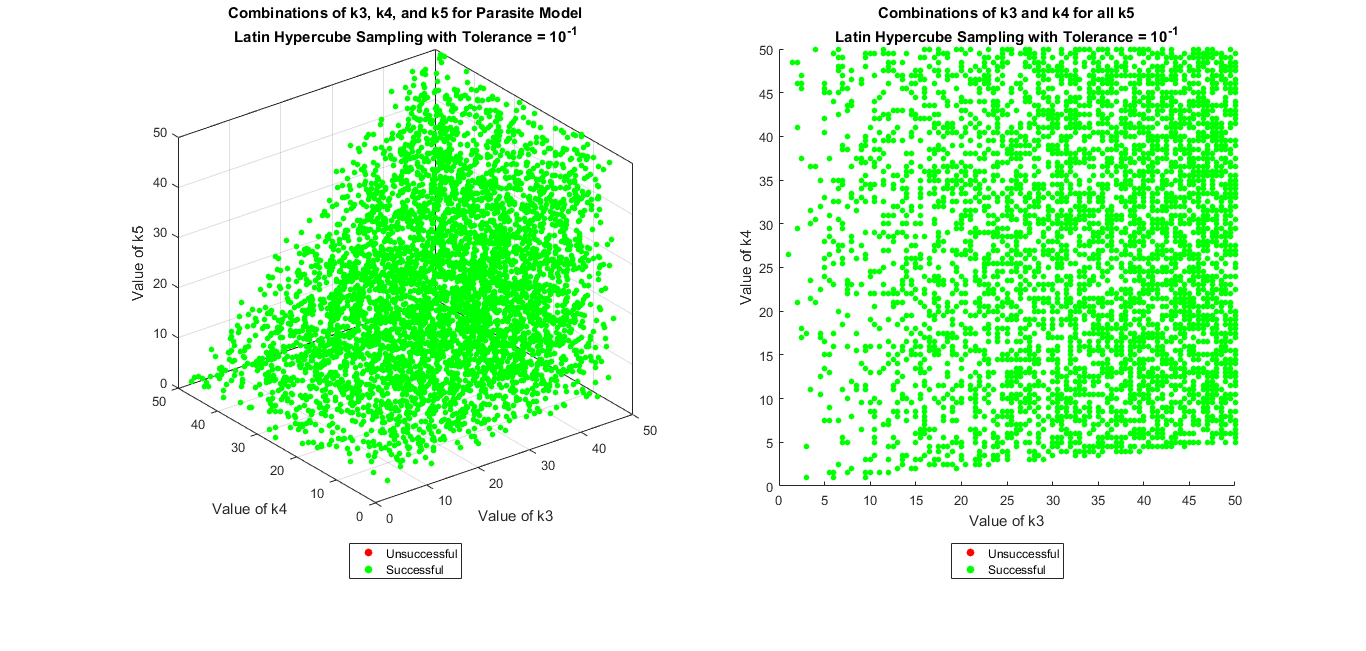 Combinations of k3, k4, and k5 for Parasite Model
Latin Hypercube Sampling with Tolerance = 10^-1
50
40
30
20
10
0
Value of k5
50
40
30
20
10
0
Value of k4
0
10
20
30
40
50
Value of k3
Unsuccessful
Successful
Combinations of k3 and k4 for all k5
Latin Hypercube Sampling with Tolerance = 10^-1
50
45
40
35
30
25
20
15
10
5
0
Value of k4
0 5 10 15 20 25 30 35 40 45 50
Value of k3
Unsuccessful
Successful